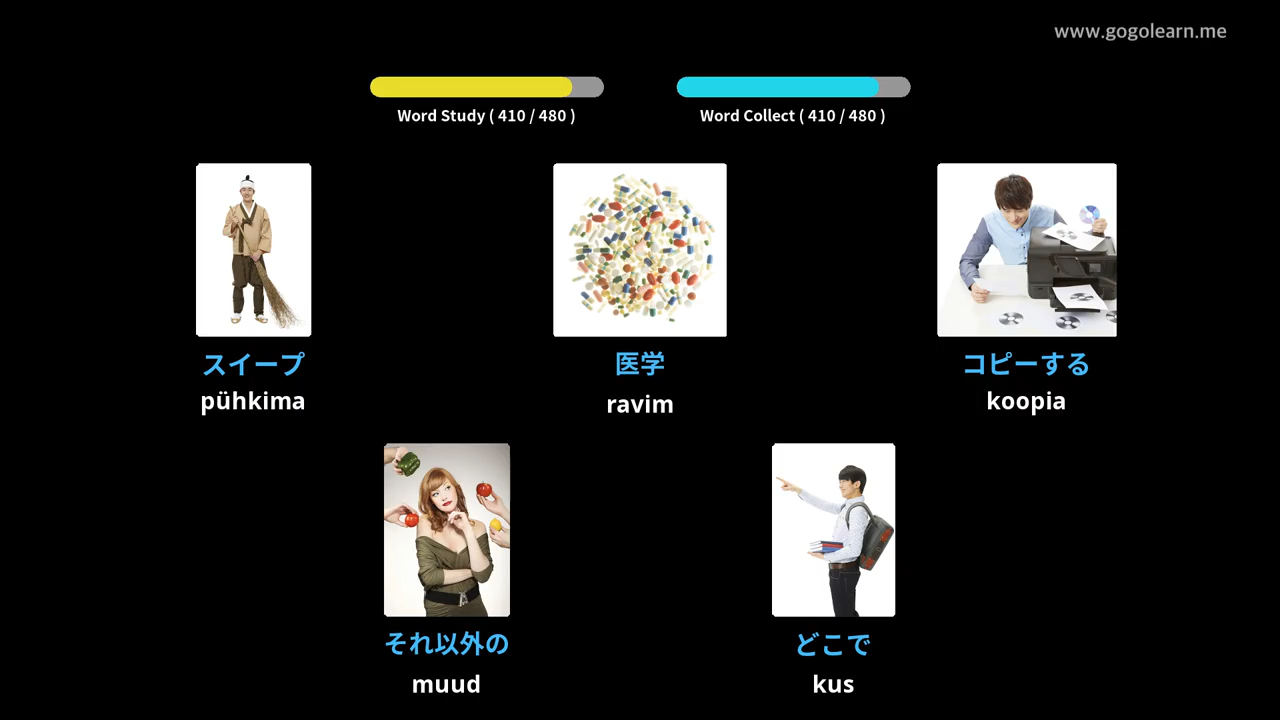 www.gogolearn.me
Word Study ( 410 / 480 )
Word Collect ( 410 / 480 )
スイープ
pühkima
医学
ravim
コピーする
koopia
それ以外の
muud
どこで
kus